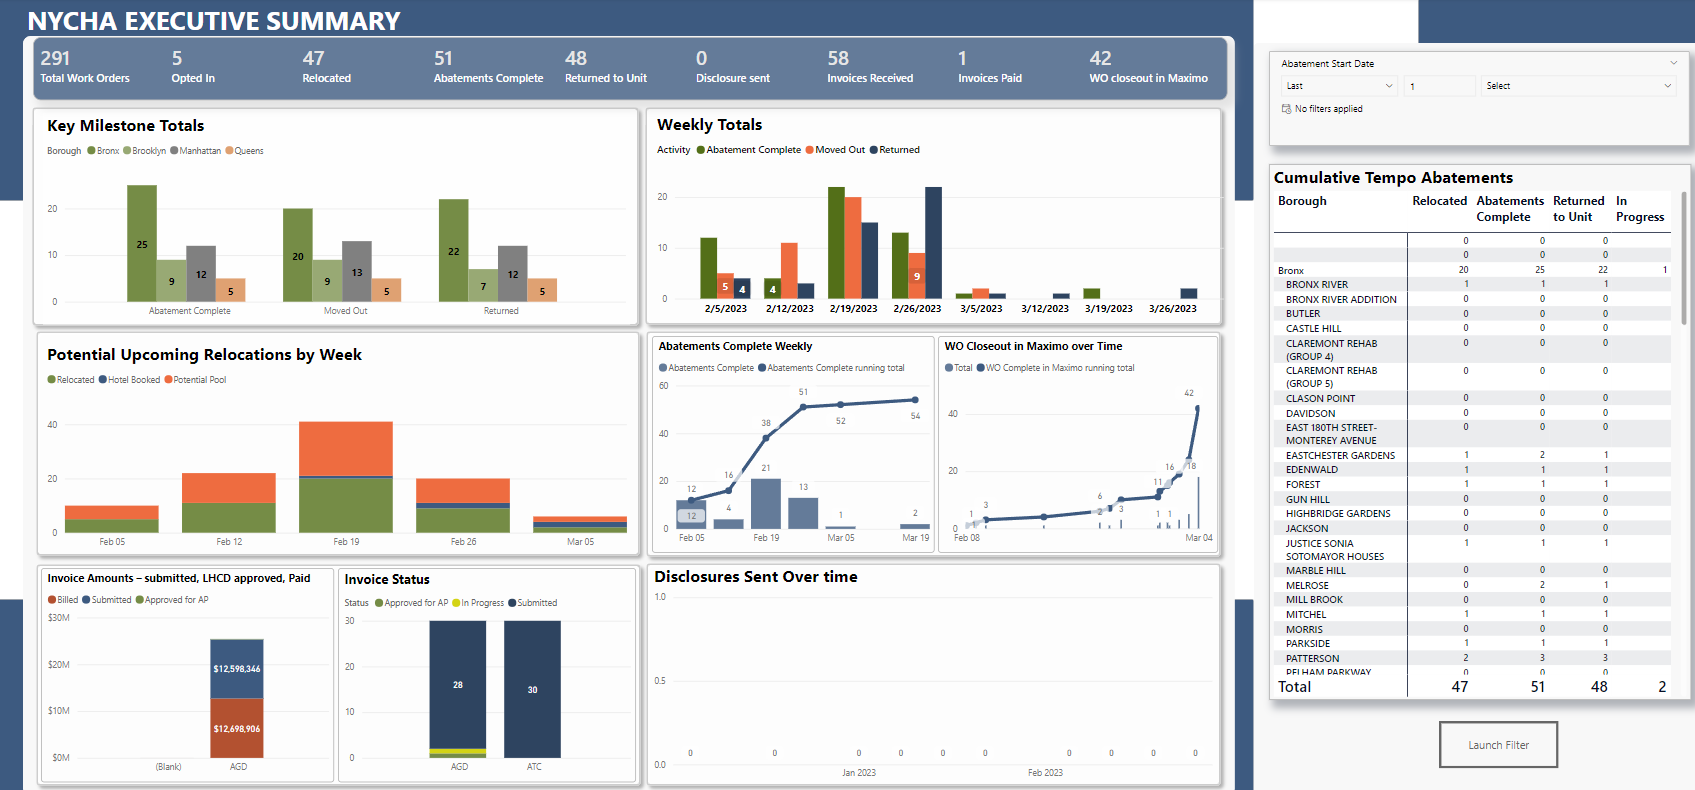 NYCHA EXECUTIVE SUMMARY
291 5 47 51 48 0 58 1 42
Total Work Orders Opted In Relocated Abatements Complete Returned to Unit Disclosure sent Invoices Received Invoices Paid WO closeout in Maximo
Key Milestone Totals
Borough Bronx Brooklyn Manhattan Queens
20
10
0
25 9 12 5
20 9 13 5
22 7 12 5
Abatement Complete Moved Out Returned
Weekly Totals
Activity Abatement Complete Moved Out Returned
20
10
0
5 4 4 9
2/5/2023 2/12/2023 2/19/2023 2/26/2023 3/5/2023 3/12/2023 3/19/2023 3/26/2023
Potential Upcoming Relocations by Week
Relocated Hotel Booked Potential Pool
40
20
0
Feb 05 Feb 12 Feb 19 Feb 26 Mar 05
Abatements Complete Weekly
Abatements Complete Abatements Complete running total
60
40
20
0
12 16 38 51 52 54
12 4 21 13 1 2
Feb 05 Feb 19 Mar 05 Mar 19
WO Closeout in Maximo over Time
Total WO Complete in Maximo running total
40
20
0
1 3 6 11 16 42
2 3 1 1 18
Feb 08 Mar 04
Invoice Amounts – submitted, LHCD approved, Paid
Billed Submitted Approved for AP
$30M
$20M
$10M
$0M
$12,598,346
$12,698,906
(Blank) AGD
Invoice Status
Status Approved for AP In Progress Submitted
30
20
10
0
28 30
AGD ATC
Disclosures Sent Over time
1.0
0.5
0.0
0 0 0 0 0 0 0 0 0
Jan 2023 Feb 2023
Abatement Start Date
Last 1 Select
No filters applied
Cumulative Tempo Abatements
Borough Relocated Abatements Complete Returned to Unit In Progress
0 0 0
0 0 0
Bronx 20 25 22 1
BRONX RIVER 1 1 1
BRONX RIVER ADDITION 0 0 0
BUTLER 0 0 0
CASTLE HILL 0 0 0
CLAREMONT REHAB 0 0 0
(GROUP 4)
CLAREMONT REHAB 0 0 0
(GROUP 5)
CLASON POINT 0 0 0
DAVIDSON 0 0 0
EAST 180TH STREET- 0 0 0
MONTEREY AVENUE
EASTCHESTER GARDENS 1 2 1
EDENWALD 1 1 1
FOREST 1 1 1
GUN HILL 0 0 0
HIGHBRIDGE GARDENS 0 0 0
JACKSON 0 0 0
JUSTICE SONIA 1 1 1
SOTOMAYOR HOUSES
MARBLE HILL 0 0 0
MELROSE 0 2 1
MILL BROOK 0 0 0
MITCHEL 1 1 1
MORRIS 0 0 0
PARKSIDE 1 1 1
PATTERSON 2 3 3
PELHAM PARKWAY 0 0 0
Total 47 51 48 2
Launch Filter